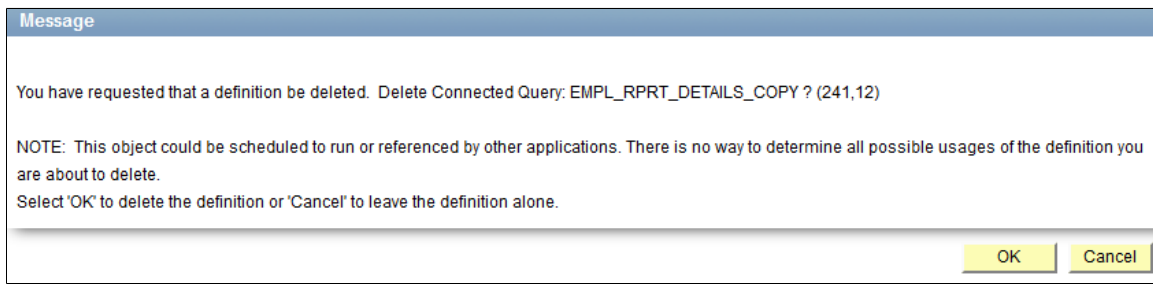 Message
You have requested that a definition be deleted.  Delete Connected Query: EMPL_RPRT_DETAILS_COPY ? (241,12)
NOTE:  This object could be scheduled to run or referenced by other applications. There is no way to determine all possible usages of the definition you
are about to delete.
Select 'OK' to delete the definition or 'Cancel' to leave the definition alone.
OK Cancel